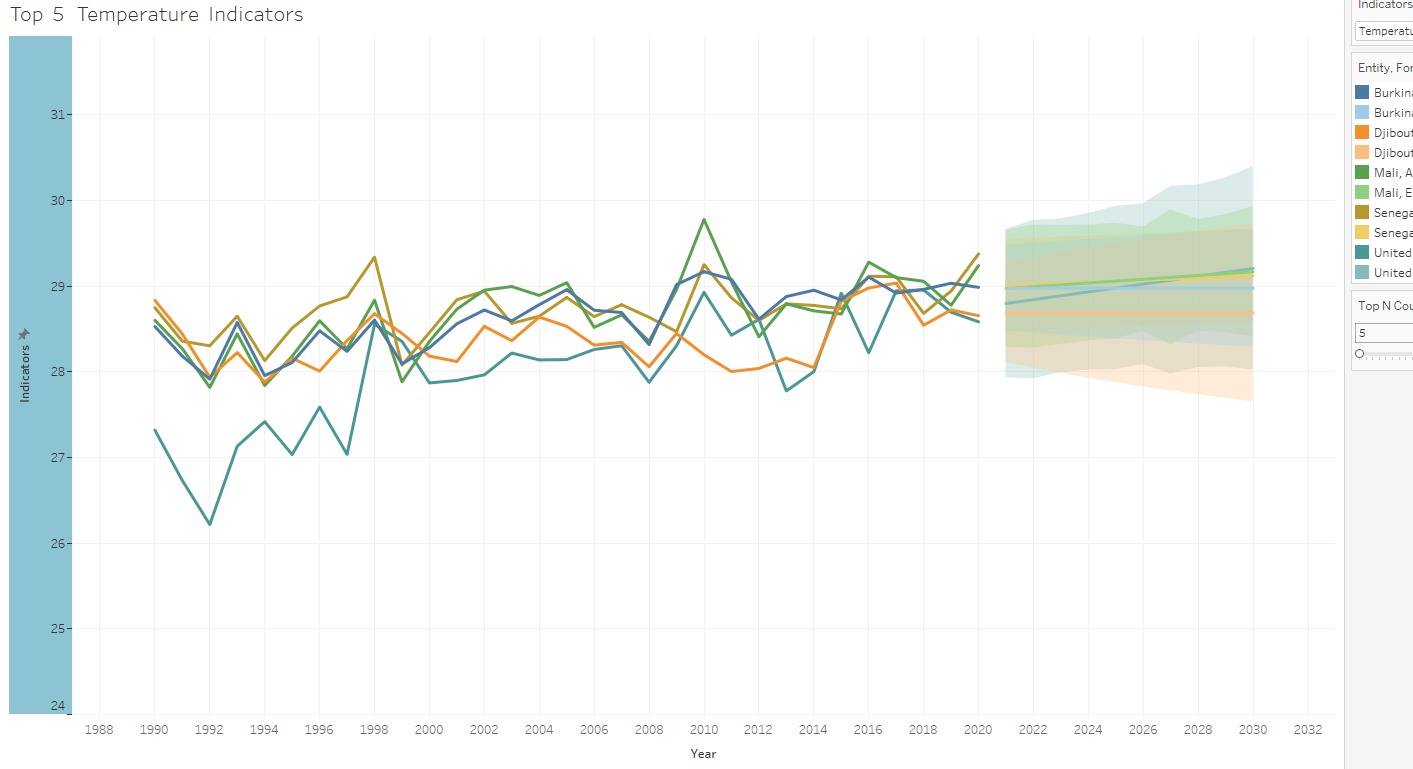 Top 5 Temperature Indicators
31
30
29
28
27
26
25
24
Indicators
1988 1990 1992 1994 1996 1998 2000 2002 2004 2006 2008 2010 2012 2014 2016 2018 2020 2022 2024 2026 2028 2030 2032
Year
Indicators
Temperatu
Entity, For
Burkina
Burkina
Djibout
Djibout
Mali, A
Mali, E
Senega
Senega
United
United
Top N Cou
5